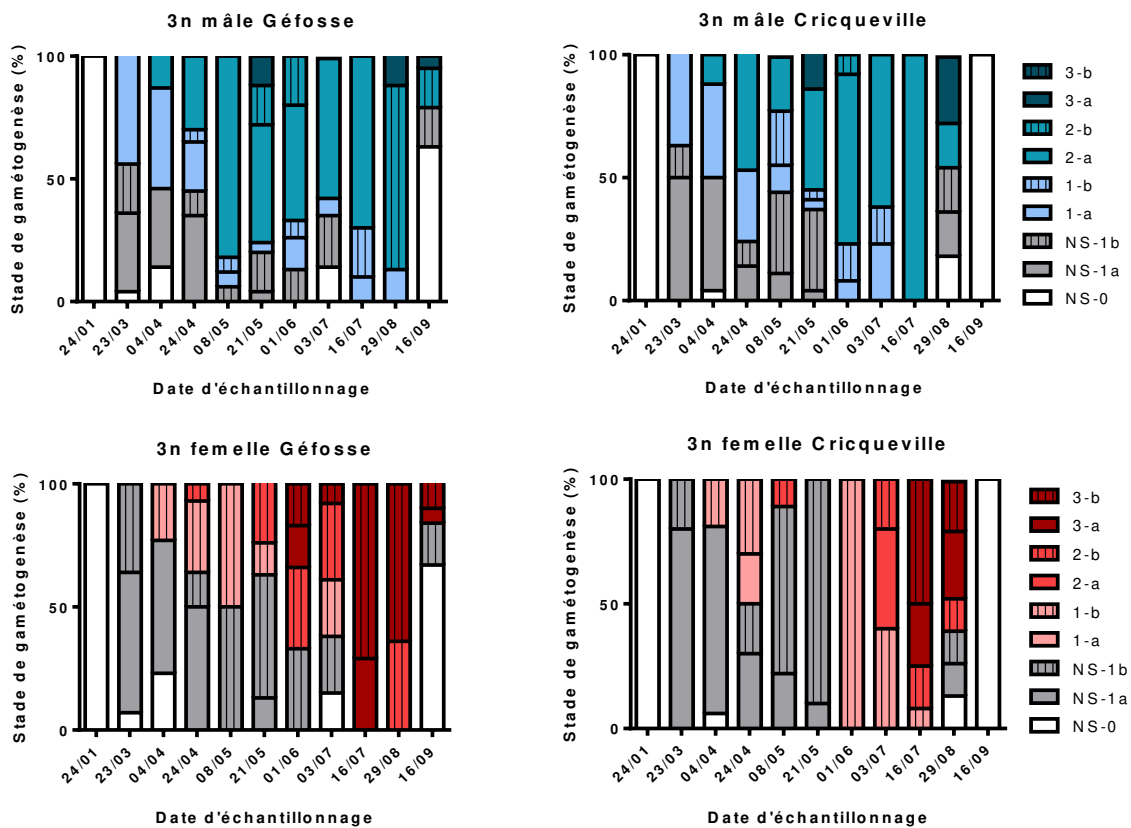 3n mâle Géfosse
Stade de gamétogenèse (%)
100
50
0
24/01 23/03 04/04 24/04 08/05 21/05 01/06 03/07 16/07 29/08 16/09
Date d'échantillonnage
3n mâle Cricqueville
Stade de gamétogenèse (%)
100
50
0
24/01 23/03 04/04 24/04 08/05 21/05 01/06 03/07 16/07 29/08 16/09
Date d'échantillonnage
3-b
3-a
2-b
2-a
1-b
1-a
NS-1b
NS-1a
NS-0
3n femelle Géfosse
Stade de gamétogenèse (%)
100
50
0
24/01 23/03 04/04 24/04 08/05 21/05 01/06 03/07 16/07 29/08 16/09
Date d'échantillonnage
3n femelle Cricqueville
Stade de gamétogenèse (%)
100
50
0
24/01 23/03 04/04 24/04 08/05 21/05 01/06 03/07 16/07 29/08 16/09
Date d'échantillonnage
3-b
3-a
2-b
2-a
1-b
1-a
NS-1b
NS-1a
NS-0